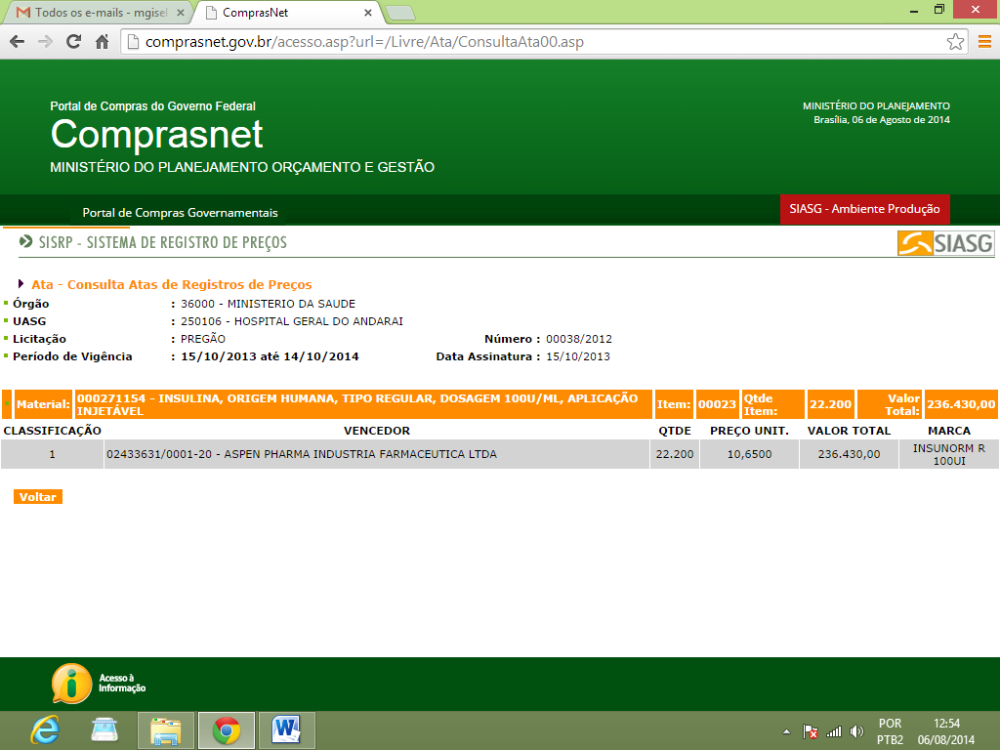 Todos os e-mails - mgisel
ComprasNet
comprasnet.gov.br/acesso.asp?url=/Livre/Ata/ConsultaAta00.asp
Portal de Compras do Governo Federal
Comprasnet
MINISTÉRIO DO PLANEJAMENTO ORÇAMENTO E GESTÃO
MINISTÉRIO DO PLANEJAMENTO
Brasília, 06 de Agosto de 2014
Portal de Compras Governamentais
SIASG - Ambiente Produção
SISRP - SISTEMA DE REGISTRO DE PREÇOS
SIASG
Ata - Consulta Atas de Registros de Preços
Órgão : 36000 - MINISTERIO DA SAUDE
UASG : 250106 - HOSPITAL GERAL DO ANDARAI
Licitação : PREGÃO Número : 00038/2012
Período de Vigência : 15/10/2013 até 14/10/2014 Data Assinatura : 15/10/2013
Material: 000271154 - INSULINA, ORIGEM HUMANA, TIPO REGULAR, DOSAGEM 100U/ML, APLICAÇÃO
INJETÁVEL
Item: 00023 Qtde
Item: 22.200 Valor
Total: 236.430,00
CLASSIFICAÇÃO VENCEDOR QTDE PREÇO UNIT. VALOR TOTAL MARCA
1 02433631/0001-20 - ASPEN PHARMA INDUSTRIA FARMACEUTICA LTDA 22.200 10,6500 236.430,00 INSUNORM R
100UI
Voltar
Acesso à
Informação
POR
PTB2
12:54
06/08/2014